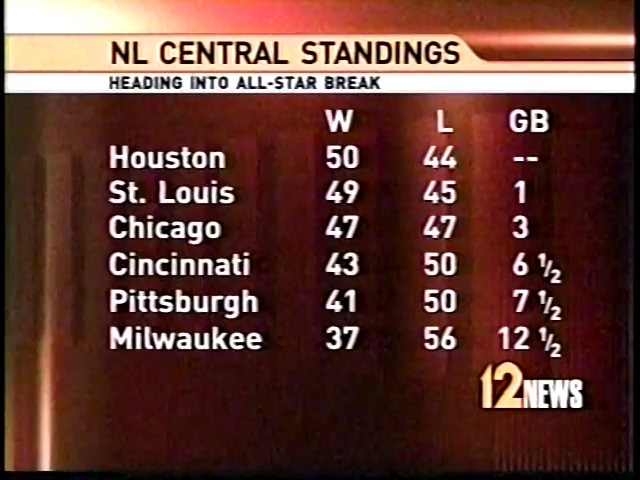 NL CENTRAL STANDINGS
HEADING INTO ALL-STAR BREAK
W L GB
Houston 50 44 --
St. Louis 49 45 1
Chicago 47 47 3
Cincinnati 43 50 6 ½
Pittsburgh 41 50 7 ½
Milwaukee 37 56 12 ½
12 NEWS